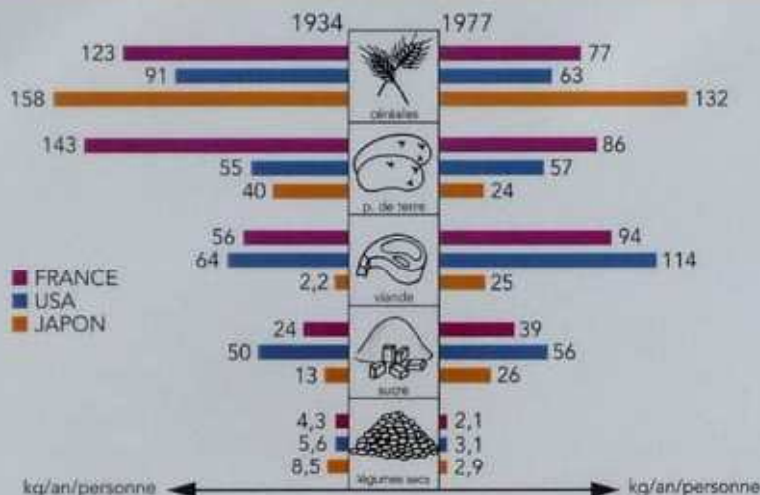 1934 1977
123 77
91 63
158 132
céréales
143 86
55 57
40 24
p. de terre
56 94
64 114
2,2 25
viande
FRANCE
USA
JAPON
24 39
50 56
13 26
sucre
4,3 2,1
5,6 3,1
8,5 2,9
légumes secs
kg/an/personne kg/an/personne